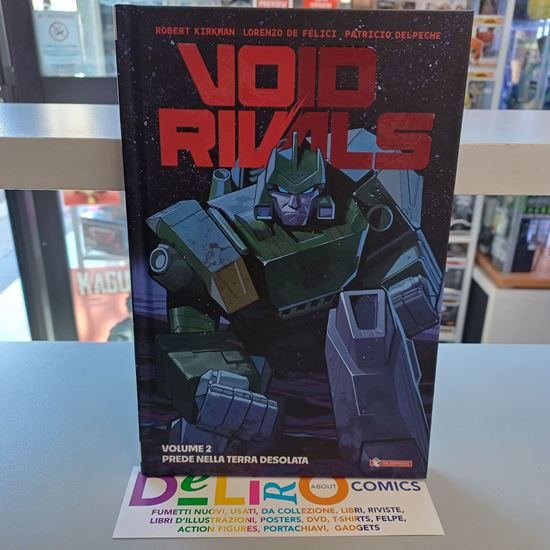 ROBERT KIRKMAN LORENZO DE FELICI PATRICIO DELPECHE
VOID
RIVALS
VOLUME 2
PREDE NELLA TERRA DESOLATA
SALDAPRESS
DeLIRO ABOUT COMICS
FUMETTI NUOVI, USATI, DA COLLEZIONE, LIBRI, RIVISTE,
LIBRI D'ILLUSTRAZIONI, POSTERS, DVD, T-SHIRTS, FELPE,
ACTION FIGURES, PORTACHIAVI, GADGETS